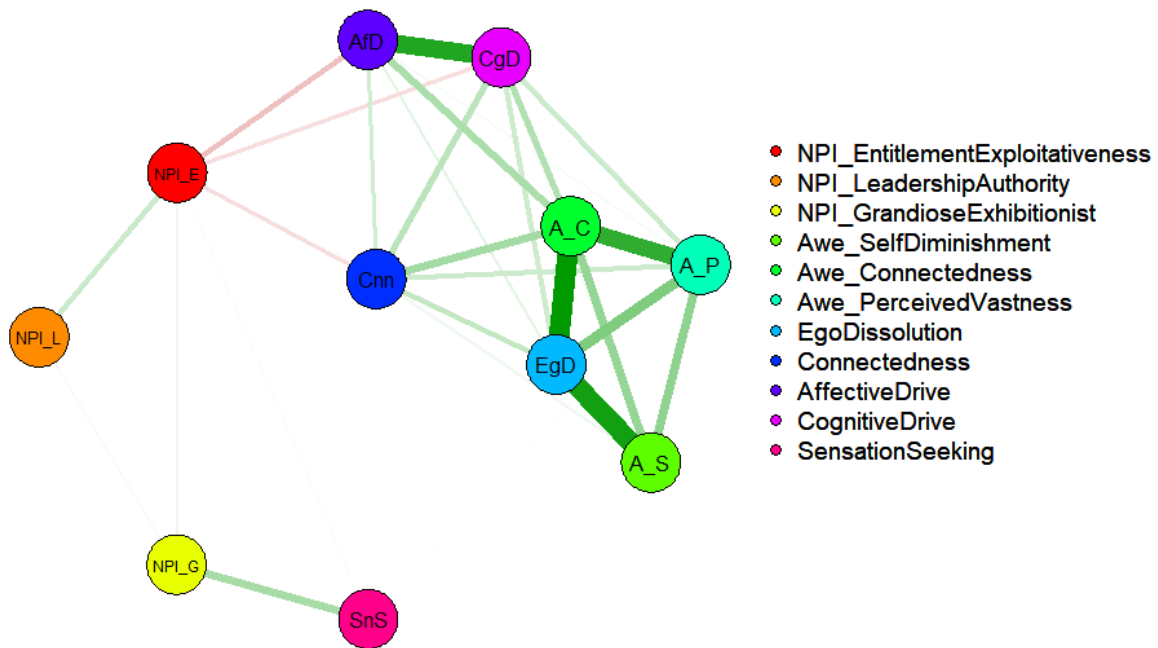 AfD
CgD
NPI_E
A_C
A_P
Cnn
NPI_L
EgD
A_S
NPI_G
SnS
NPI_EntitlementExploitativeness
NPI_LeadershipAuthority
NPI_GrandioseExhibitionist
Awe_SelfDiminishment
Awe_Connectedness
Awe_PerceivedVastness
EgoDissolution
Connectedness
AffectiveDrive
CognitiveDrive
SensationSeeking